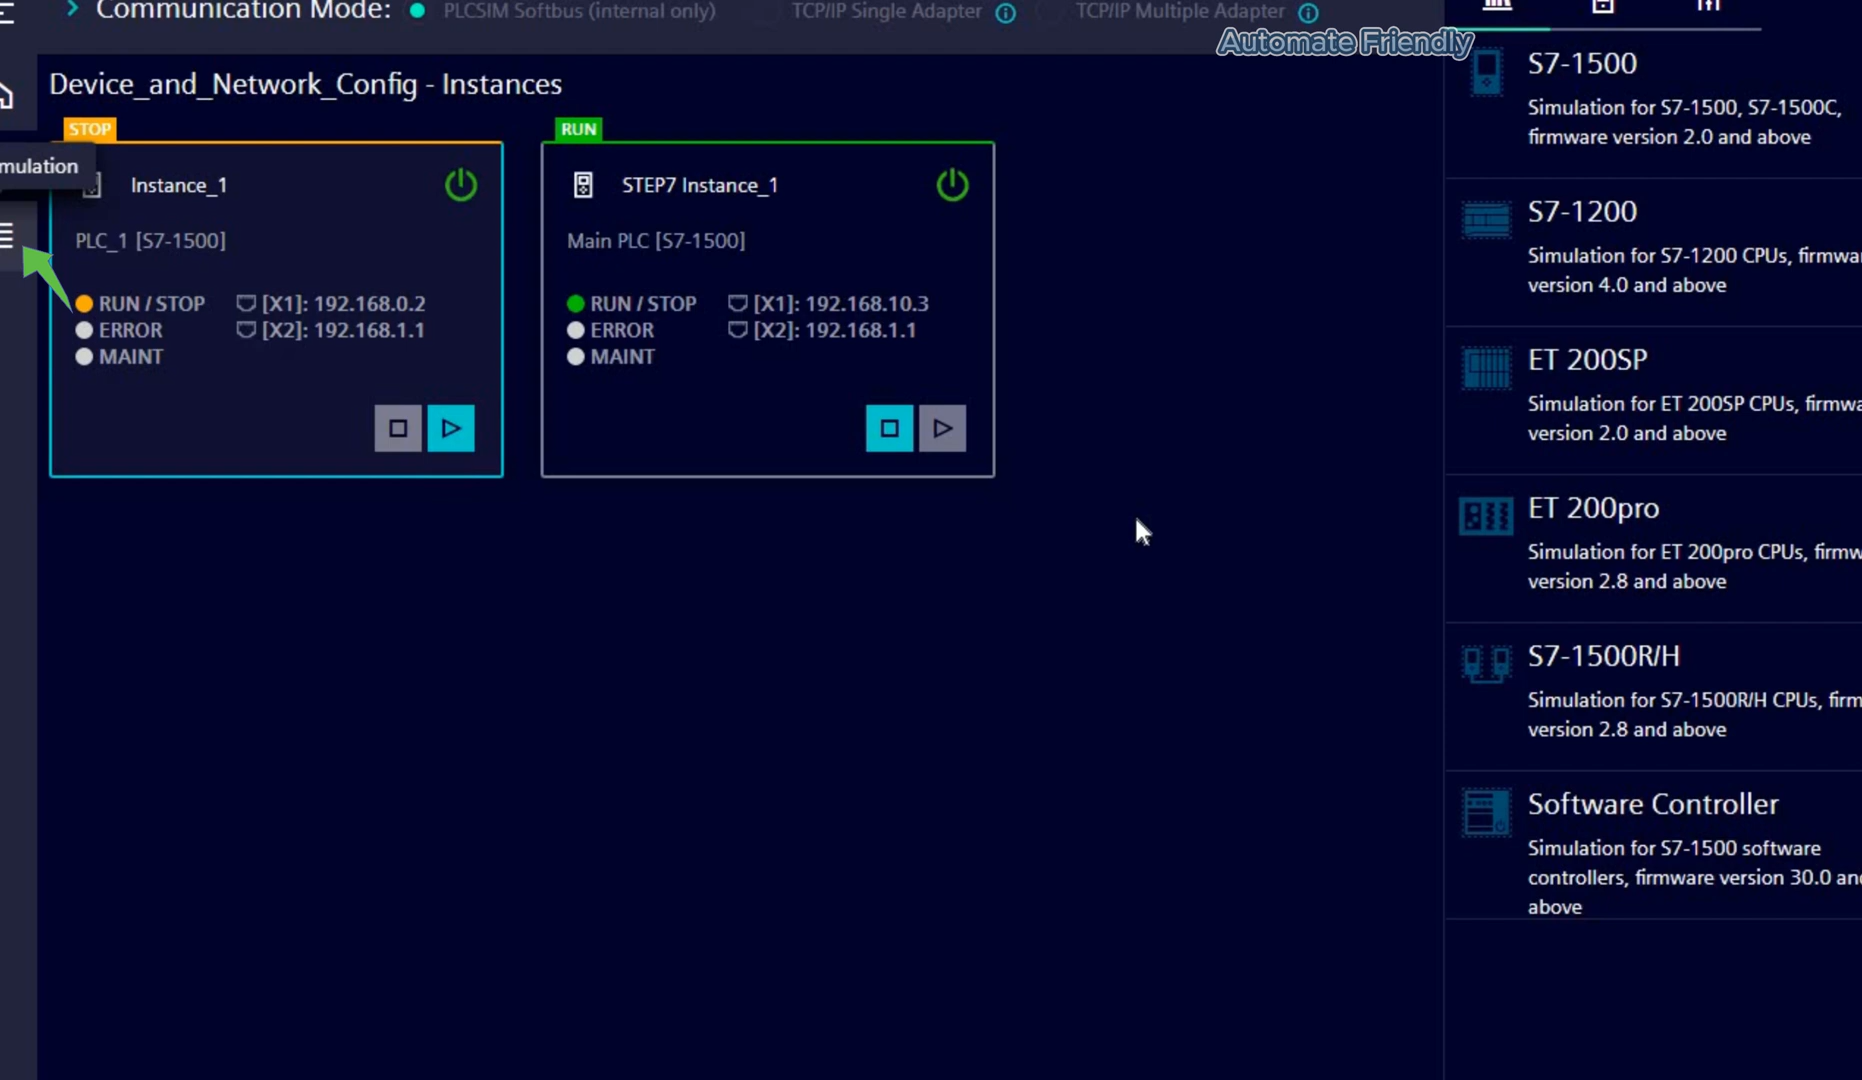 Communication Mode: PLCSIM Softbus (internal only) TCP/IP Single Adapter TCP/IP Multiple Adapter
Automate Friendly
Device_and_Network_Config - Instances
mulation
STOP
Instance_1
PLC_1 [S7-1500]
RUN / STOP [X1]: 192.168.0.2
ERROR [X2]: 192.168.1.1
MAINT
RUN
STEP7 Instance_1
Main PLC [S7-1500]
RUN / STOP [X1]: 192.168.10.3
ERROR [X2]: 192.168.1.1
MAINT
S7-1500
Simulation for S7-1500, S7-1500C,
firmware version 2.0 and above
S7-1200
Simulation for S7-1200 CPUs, firmwar
version 4.0 and above
ET 200SP
Simulation for ET 200SP CPUs, firmwa
version 2.0 and above
ET 200pro
Simulation for ET 200pro CPUs, firmw
version 2.8 and above
S7-1500R/H
Simulation for S7-1500R/H CPUs, firm
version 2.8 and above
Software Controller
Simulation for S7-1500 software
controllers, firmware version 30.0 and
above